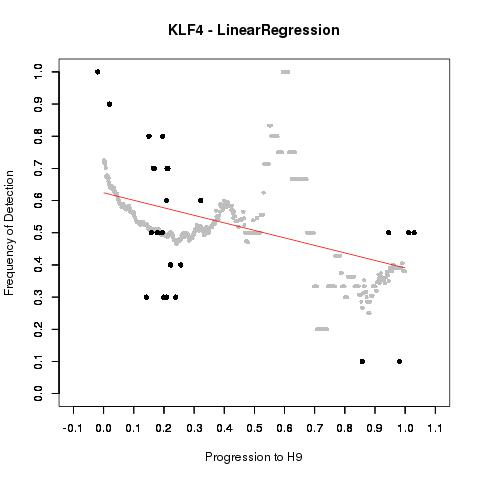 KLF4 - LinearRegression
Frequency of Detection
1.0
0.9
0.8
0.7
0.6
0.5
0.4
0.3
0.2
0.1
0.0
-0.1 0.0 0.1 0.2 0.3 0.4 0.5 0.6 0.7 0.8 0.9 1.0 1.1
Progression to H9